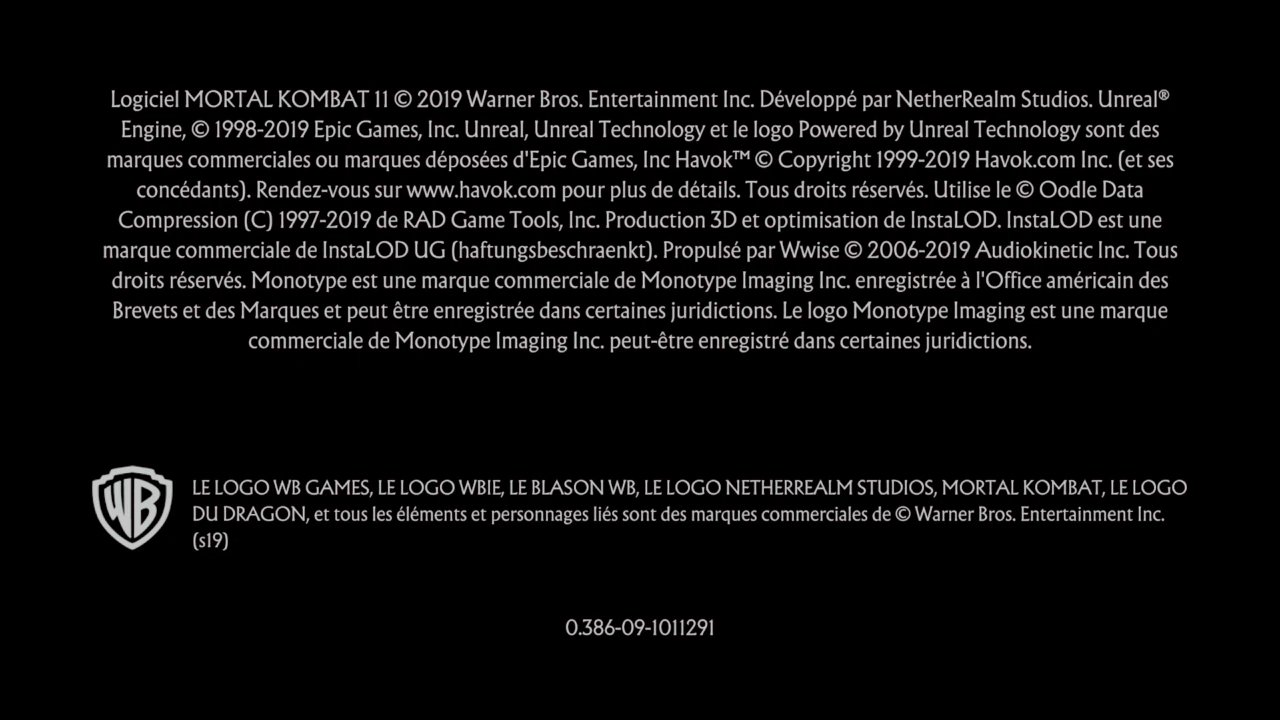 Logiciel MORTAL KOMBAT 11 © 2019 Warner Bros. Entertainment Inc. Développé par NetherRealm Studios. Unreal®
Engine, © 1998-2019 Epic Games, Inc. Unreal, Unreal Technology et le logo Powered by Unreal Technology sont des
marques commerciales ou marques déposées d'Epic Games, Inc Havok™ © Copyright 1999-2019 Havok.com Inc. (et ses
concédants). Rendez-vous sur www.havok.com pour plus de détails. Tous droits réservés. Utilise le © Oodle Data
Compression (C) 1997-2019 de RAD Game Tools, Inc. Production 3D et optimisation de InstaLOD. InstaLOD est une
marque commerciale de InstaLOD UG (haftungsbeschraenkt). Propulsé par Wwise © 2006-2019 Audiokinetic Inc. Tous
droits réservés. Monotype est une marque commerciale de Monotype Imaging Inc. enregistrée à l'Office américain des
Brevets et des Marques et peut être enregistrée dans certaines juridictions. Le logo Monotype Imaging est une marque
commerciale de Monotype Imaging Inc. peut-être enregistré dans certaines juridictions.
WB
LE LOGO WB GAMES, LE LOGO WBIE, LE BLASON WB, LE LOGO NETHERREALM STUDIOS, MORTAL KOMBAT, LE LOGO
DU DRAGON, et tous les éléments et personnages liés sont des marques commerciales de © Warner Bros. Entertainment Inc.
(s19)
0.386-09-1011291